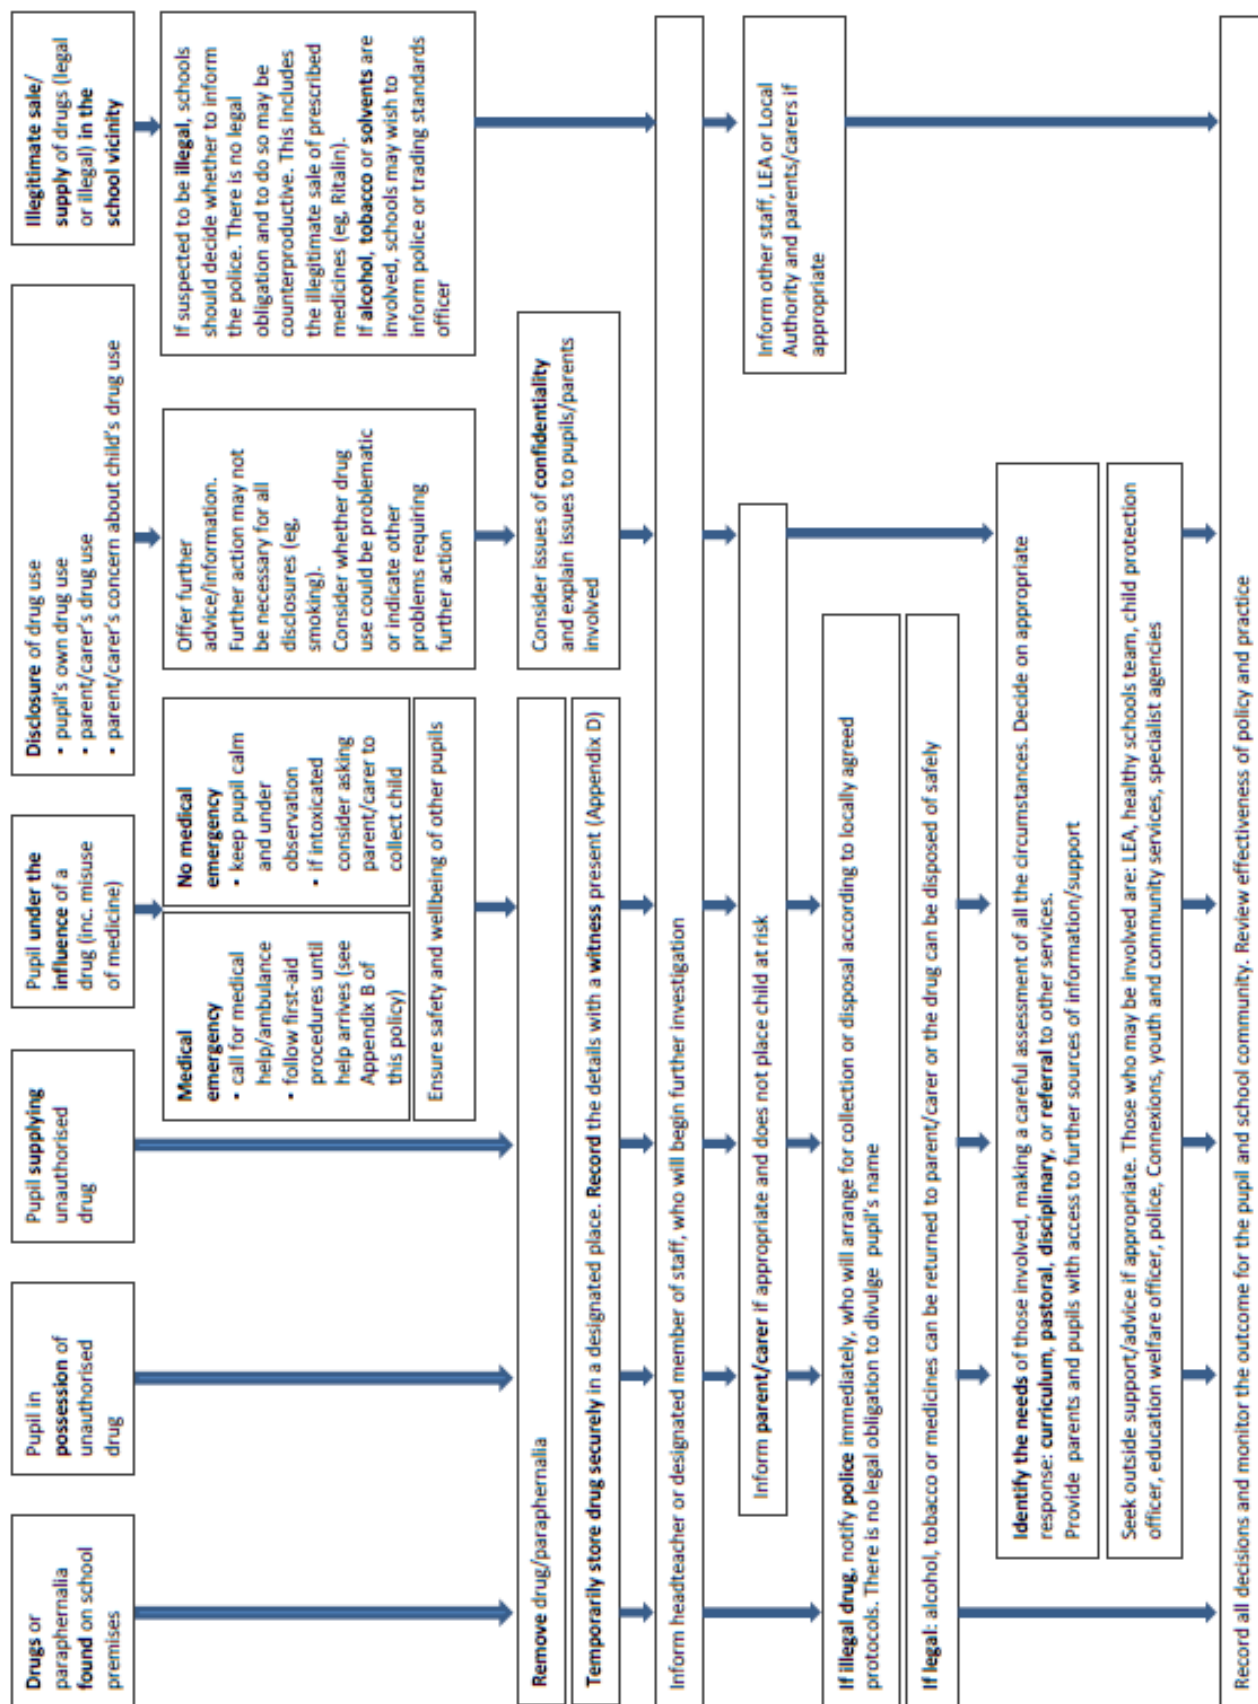 Drugs or
paraphernalia
found on school
premises
Pupil in
possession of
unauthorised
drug
Pupil supplying
unauthorised
drug
Pupil under the
influence of a
drug (inc. misuse
of medicine)
Disclosure of drug use
• pupil's own drug use
• parent/carer's drug use
• parent/carer's concern about child's drug use
Illegitimate sale/
supply of drugs (legal
or illegal) in the
school vicinity
Medical
emergency
• call for medical
help/ambulance
• follow first-aid
procedures until
help arrives (see
Appendix B of
this policy)
No medical
emergency
• keep pupil calm
and under
observation
• if intoxicated
consider asking
parent/carer to
collect child
Ensure safety and wellbeing of other pupils
Offer further
advice/information.
Further action may not
be necessary for all
disclosures (eg,
smoking).
Consider whether drug
use could be problematic
or indicate other
problems requiring
further action
If suspected to be illegal, schools
should decide whether to inform
the police. There is no legal
obligation and to do so may be
counterproductive. This includes
the illegitimate sale of prescribed
medicines (eg, Ritalin).
If alcohol, tobacco or solvents are
involved, schools may wish to
inform police or trading standards
officer
Remove drug/paraphernalia
Temporarily store drug securely in a designated place. Record the details with a witness present (Appendix D)
Consider issues of confidentiality
and explain issues to pupils/parents
involved
Inform headteacher or designated member of staff, who will begin further investigation
Inform parent/carer if appropriate and does not place child at risk
Inform other staff, LEA or Local
Authority and parents/carers if
appropriate
If illegal drug, notify police immediately, who will arrange for collection or disposal according to locally agreed
protocols. There is no legal obligation to divulge pupil's name
If legal: alcohol, tobacco or medicines can be returned to parent/carer or the drug can be disposed of safely
Identify the needs of those involved, making a careful assessment of all the circumstances. Decide on appropriate
response: curriculum, pastoral, disciplinary, or referral to other services.
Provide parents and pupils with access to further sources of information/support
Seek outside support/advice if appropriate. Those who may be involved are: LEA, healthy schools team, child protection
officer, education welfare officer, police, Connexions, youth and community services, specialist agencies
Record all decisions and monitor the outcome for the pupil and school community. Review effectiveness of policy and practice